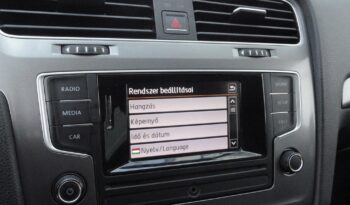 Rendszer beállításai
RADIO
Hangzás
Képernyő
MEDIA
Idő és dátum
CAR
Nyelv/Language